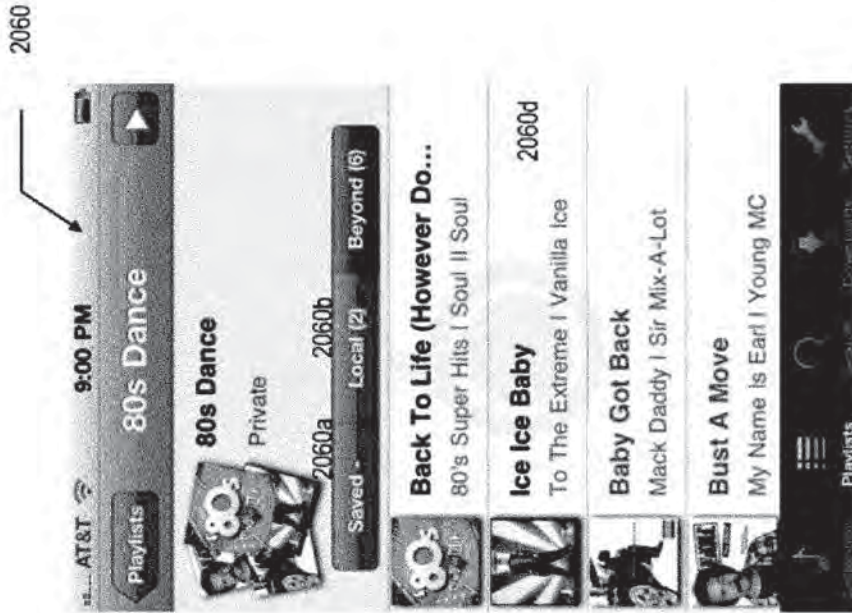 2060
AT&T 9:00 PM
Playlists 80s Dance
80s Dance
Private
2060a 2060b
Saved - Local (2) Beyond (6)
Back To Life (However Do...
80's Super Hits | Soul II Soul
Ice Ice Baby
2060d
To The Extreme | Vanilla Ice
Baby Got Back
Mack Daddy | Sir Mix-A-Lot
Bust A Move
My Name Is Earl | Young MC
Playlists